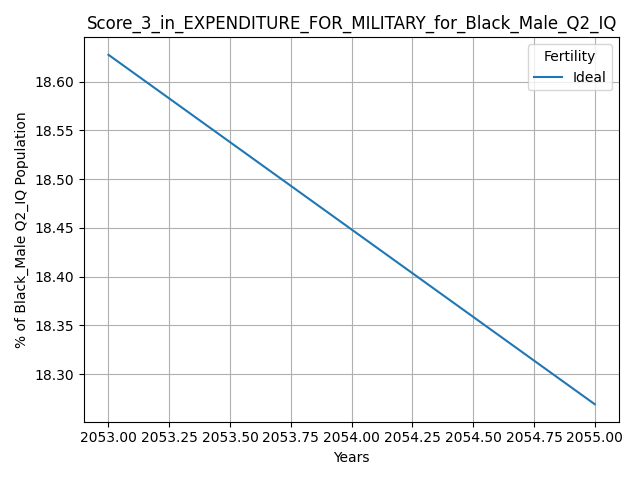 Score_3_in_EXPENDITURE_FOR_MILITARY_for_Black_Male_Q2_IQ
Fertility
Ideal
% of Black_Male Q2_IQ Population
18.60
18.55
18.50
18.45
18.40
18.35
18.30
2053.00 2053.25 2053.50 2053.75 2054.00 2054.25 2054.50 2054.75 2055.00
Years